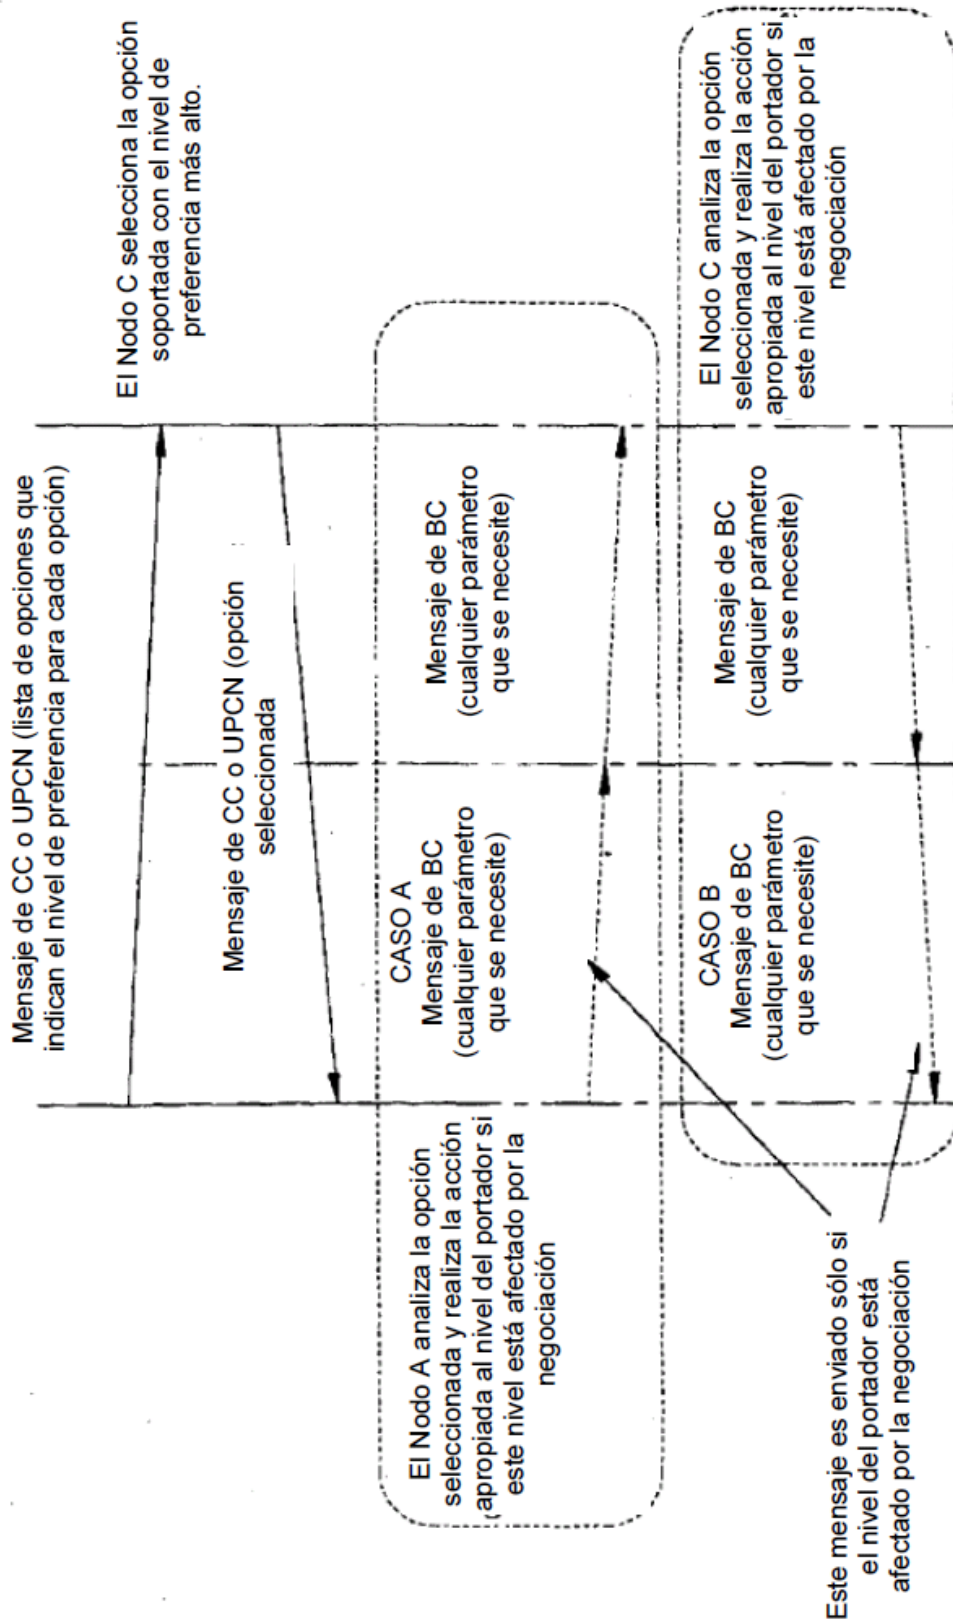 Mensaje de CC o UPCN (lista de opciones que
indican el nivel de preferencia para cada opción)
El Nodo C selecciona la opción
soportada con el nivel de
preferencia más alto.
Mensaje de CC o UPCN (opción
seleccionada
El Nodo A analiza la opción
seleccionada y realiza la acción
apropiada al nivel del portador si
este nivel está afectado por la
negociación
CASO A
Mensaje de BC
(cualquier parámetro
que se necesite)
Mensaje de BC
(cualquier parámetro
que se necesite)
CASO B
Mensaje de BC
(cualquier parámetro
que se necesite)
Mensaje de BC
(cualquier parámetro
que se necesite)
El Nodo C analiza la opción
seleccionada y realiza la acción
apropiada al nivel del portador si
este nivel está afectado por la
negociación
Este mensaje es enviado sólo si
el nivel del portador está
afectado por la negociación